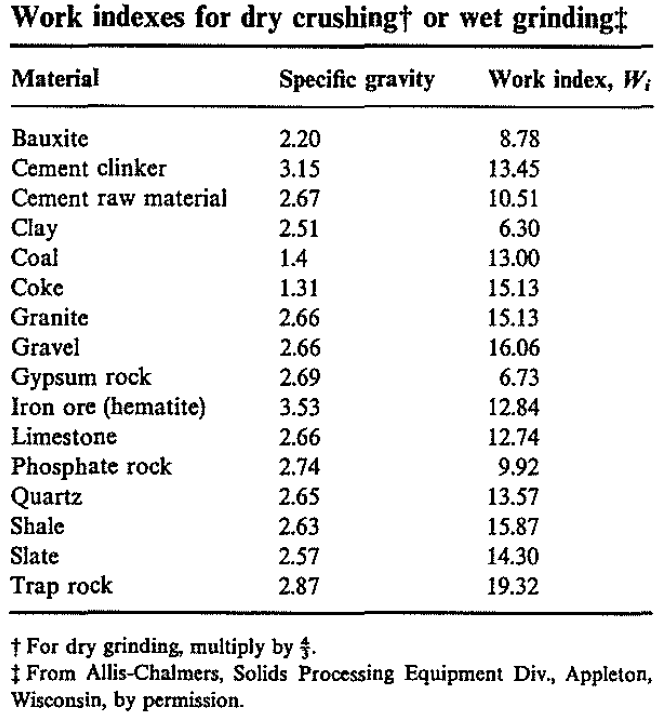 Work indexes for dry crushing† or wet grinding‡
Material Specific gravity Work index, Wᵢ
Bauxite 2.20 8.78
Cement clinker 3.15 13.45
Cement raw material 2.67 10.51
Clay 2.51 6.30
Coal 1.4 13.00
Coke 1.31 15.13
Granite 2.66 15.13
Gravel 2.66 16.06
Gypsum rock 2.69 6.73
Iron ore (hematite) 3.53 12.84
Limestone 2.66 12.74
Phosphate rock 2.74 9.92
Quartz 2.65 13.57
Shale 2.63 15.87
Slate 2.57 14.30
Trap rock 2.87 19.32
† For dry grinding, multiply by 4/3.
‡ From Allis-Chalmers, Solids Processing Equipment Div., Appleton,
Wisconsin, by permission.